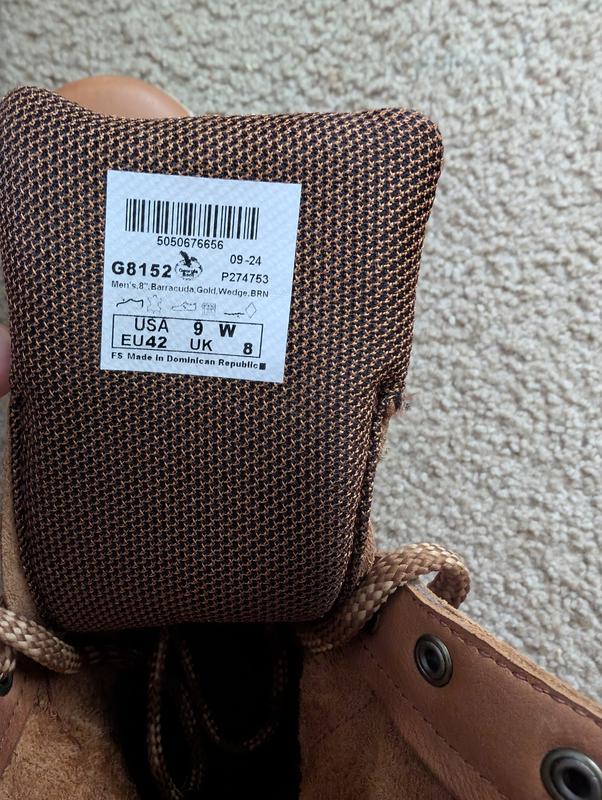 5050676656
09-24
G8152
P274753
Men's,8",Barracuda,Gold,Wedge,BRN
USA 9 W
EU42 UK 8
FS Made in Dominican Republic